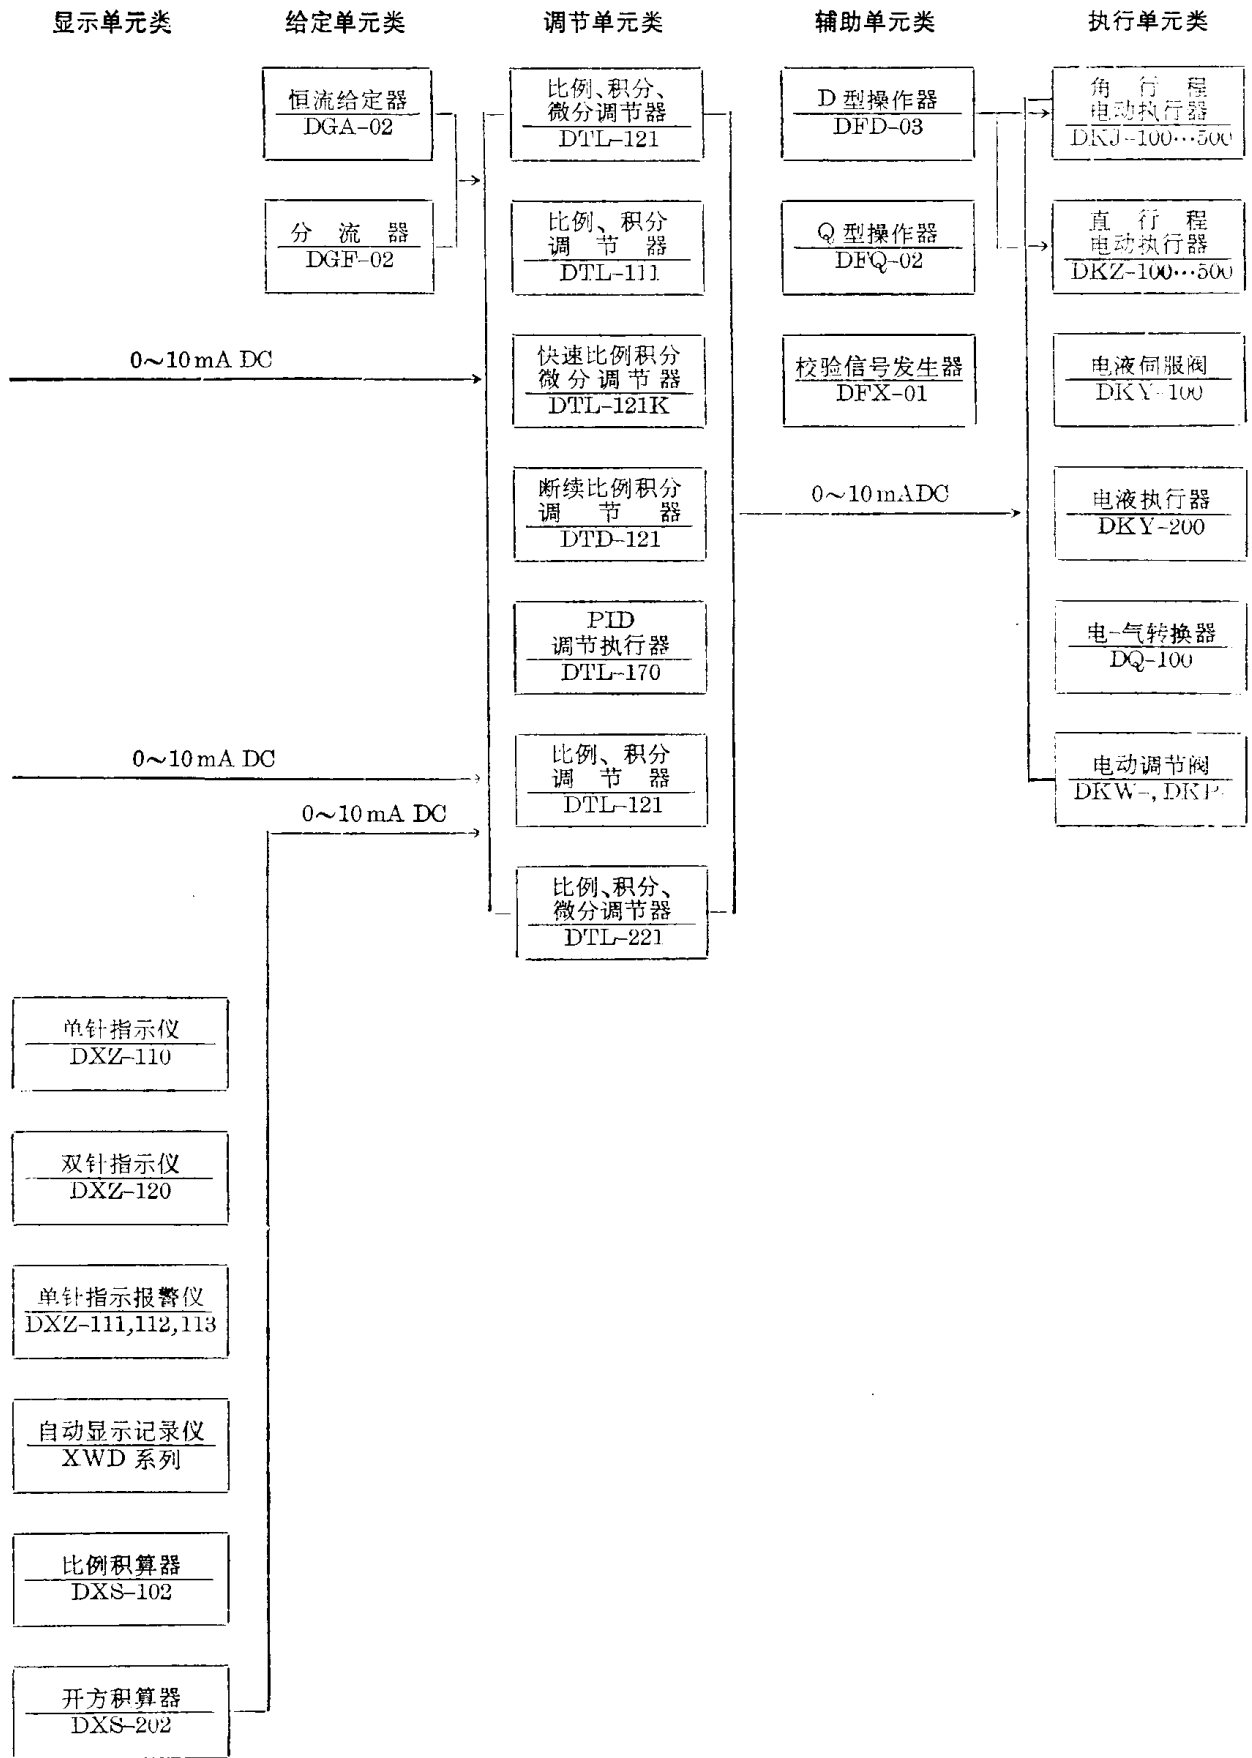 显示单元类
给定单元类
调节单元类
辅助单元类
执行单元类
恒流给定器
DGA-02
分流器
DGF-02
0~10mA DC
0~10mA DC
0~10mA DC
比例、积分、
微分调节器
DTL-121
比例、积分
调节器
DTL-111
快速比例积分
微分调节器
DTL-121K
断续比例积分
调节器
DTD-121
PID
调节执行器
DTL-170
比例、积分
调节器
DTL-121
比例、积分、
微分调节器
DTL-221
D型操作器
DFD-03
Q型操作器
DFQ-02
校验信号发生器
DFX-01
0~10mADC
角行程
电动执行器
DKJ-100…500
直行程
电动执行器
DKZ-100…500
电液伺服阀
DKY-100
电液执行器
DKY-200
电-气转换器
DQ-100
电动调节阀
DKW-, DKP-
单针指示仪
DXZ-110
双针指示仪
DXZ-120
单针指示报警仪
DXZ-111,112,113
自动显示记录仪
XWD 系列
比例积算器
DXS-102
开方积算器
DXS-202